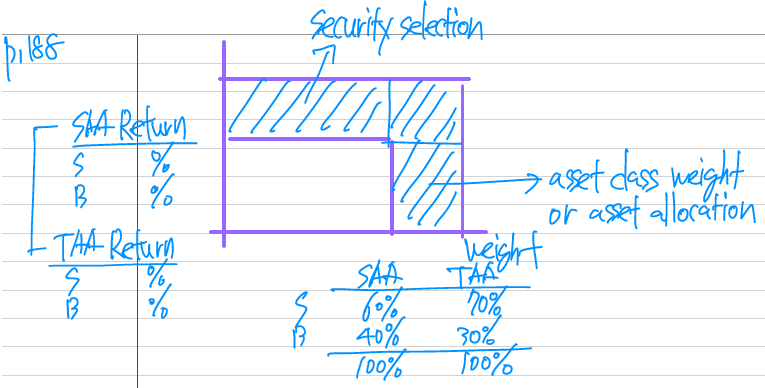 security selection
p.188
SAA Return
S %
B %
TAA Return
S %
B %
asset class weight
or asset allocation
weight
SAA TAA
S 60% 70%
B 40% 30%
100% 100%